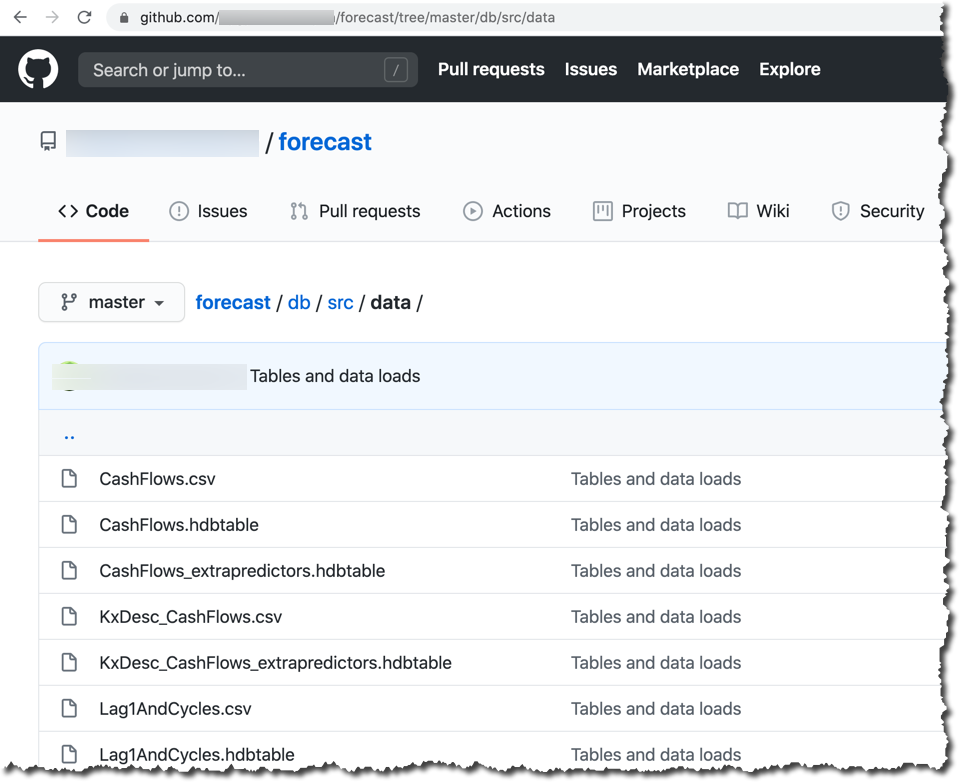 github.com/ /forecast/tree/master/db/src/data
Search or jump to... /
Pull requests Issues Marketplace Explore
/ forecast
Code Issues Pull requests Actions Projects Wiki Security
master forecast / db / src / data /
Tables and data loads
..
CashFlows.csv Tables and data loads
CashFlows.hdbtable Tables and data loads
CashFlows_extrapredictors.hdbtable Tables and data loads
KxDesc_CashFlows.csv Tables and data loads
KxDesc_CashFlows_extrapredictors.hdbtable Tables and data loads
Lag1AndCycles.csv Tables and data loads
Lag1AndCycles.hdbtable Tables and data loads